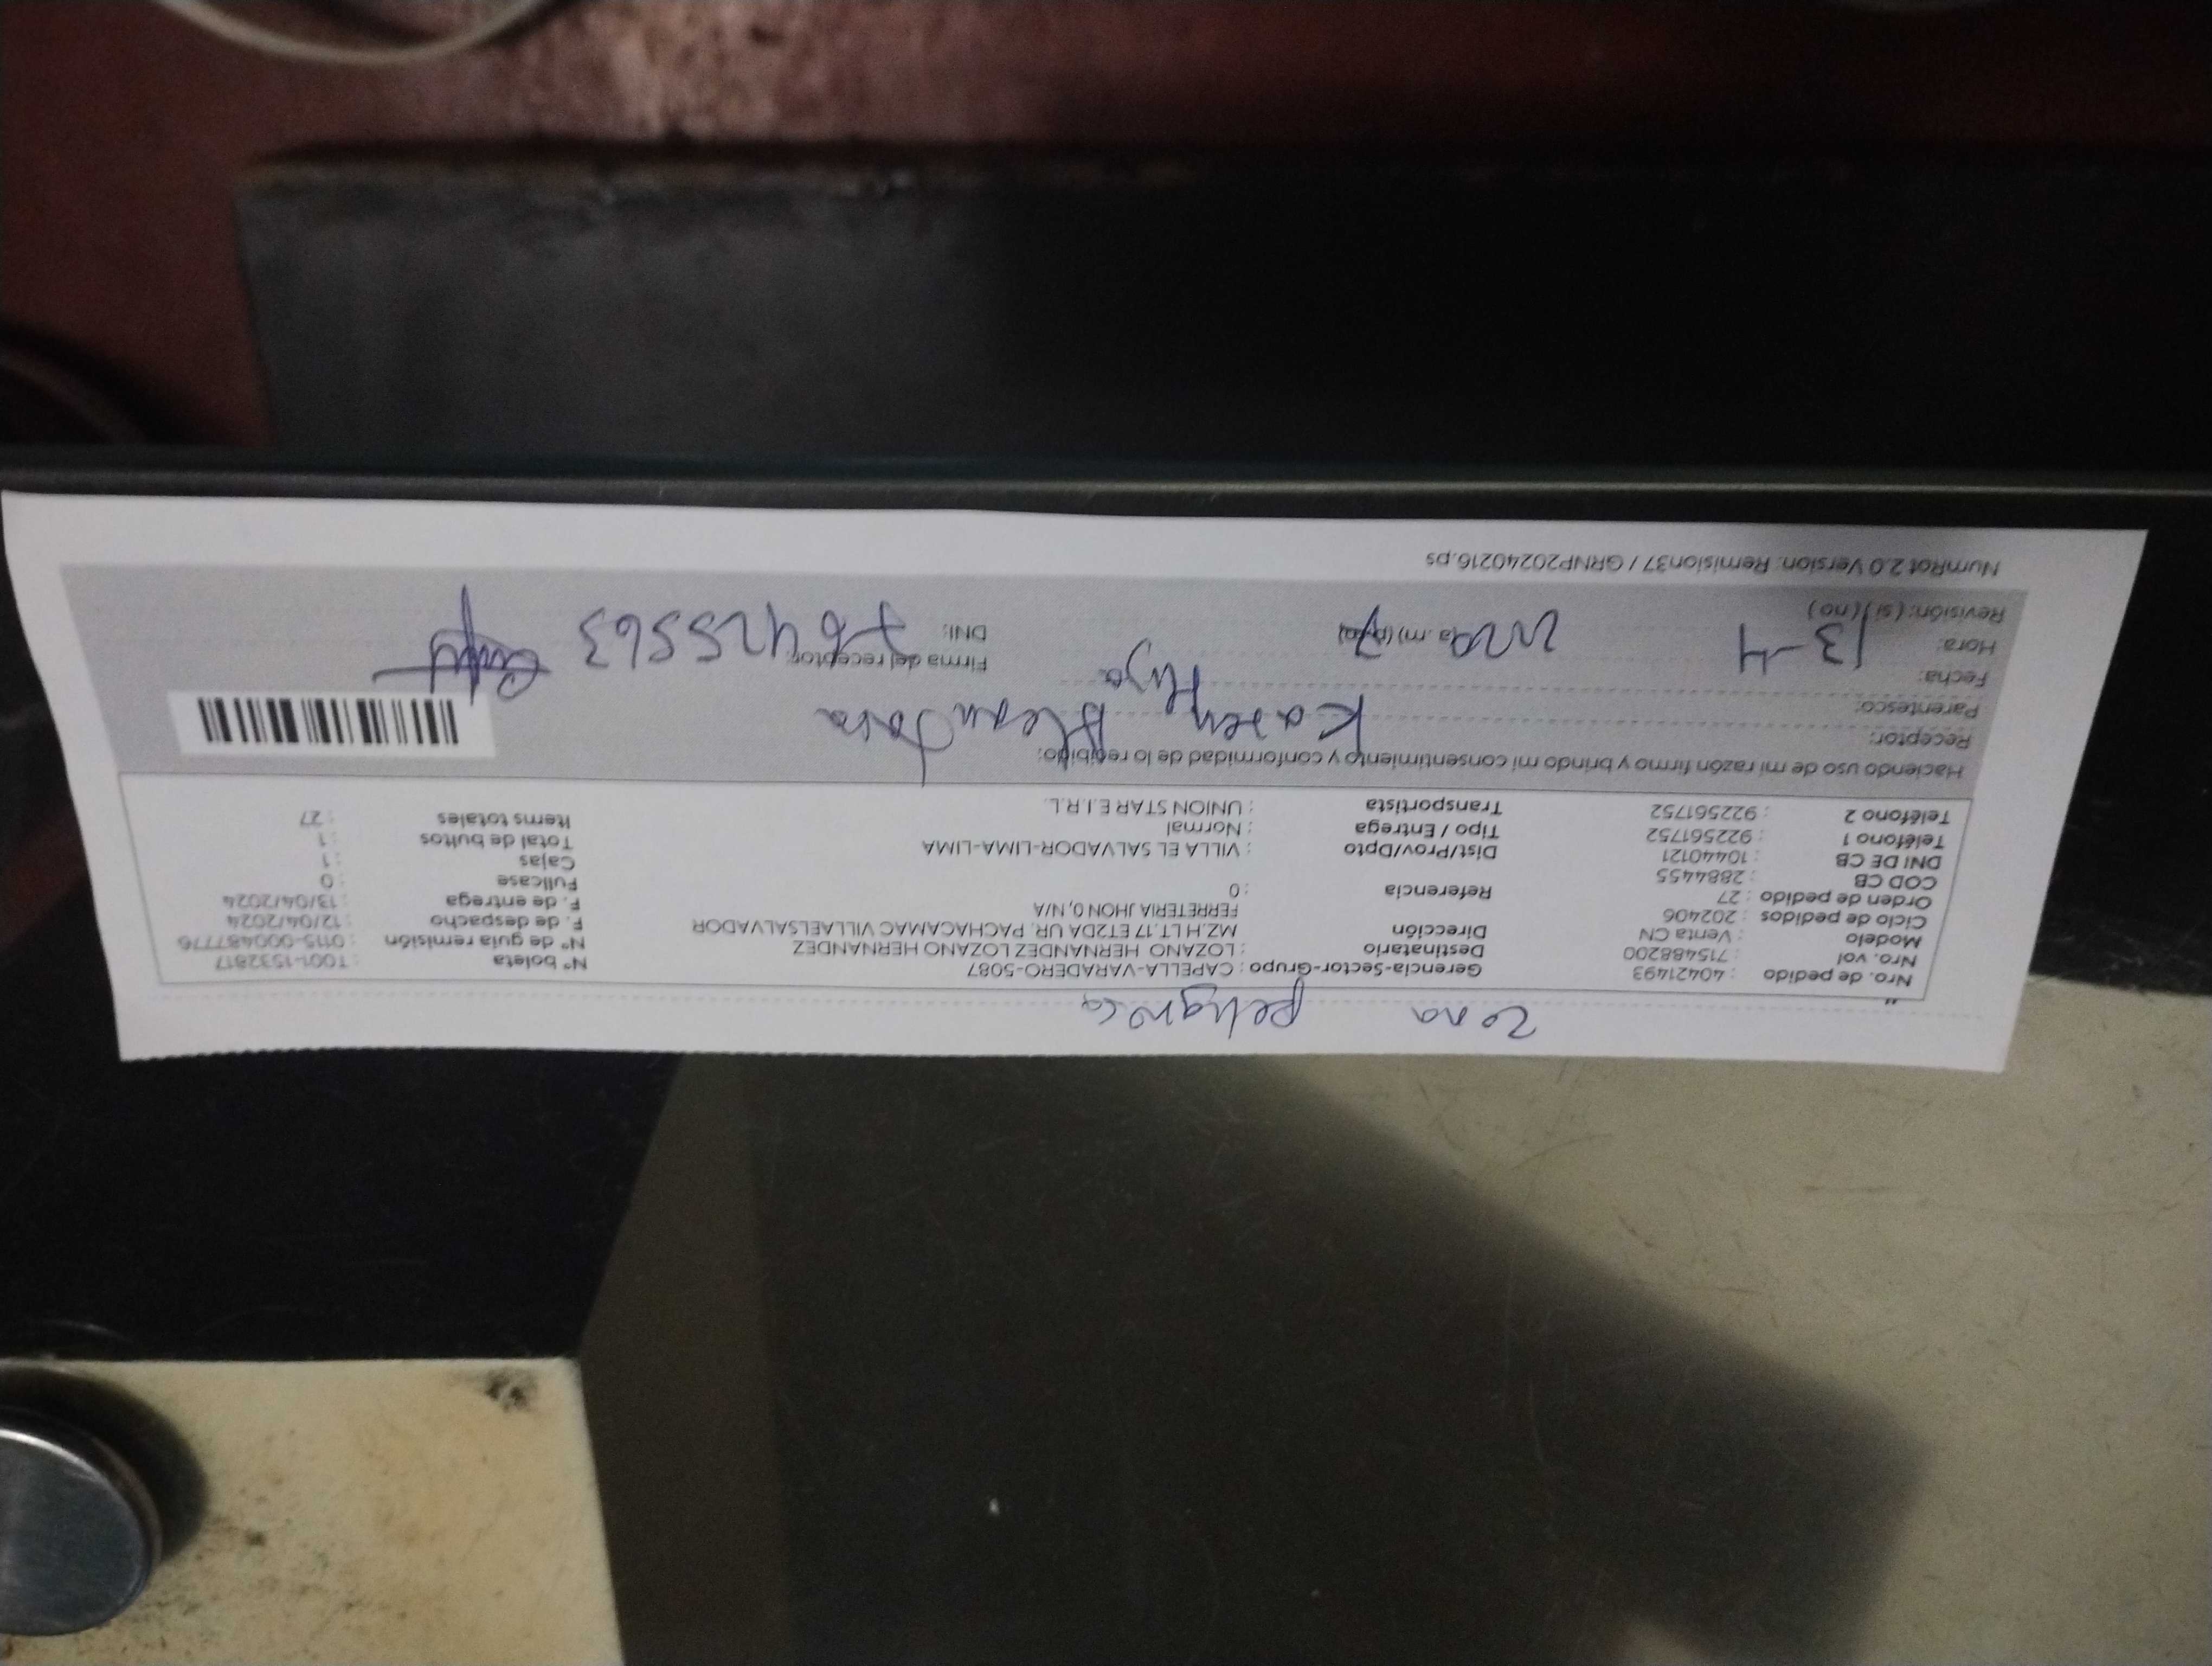 zona peligrosa
Nro. de pedido : 40421493 Gerencia-Sector-Grupo : CAPELLA-VARADERO-5087 N° boleta : T001-1532817
Nro. vol : 715488200 Destinatario : LOZANO HERNANDEZ LOZANO HERNANDEZ N° de guía remisión : 0115-000487776
Modelo : Venta CN Dirección MZ.H LT.17 ET2DA UR. PACHACAMAC VILLAELSALVADOR F. de despacho : 12/04/2024
Ciclo de pedidos : 202406 FERRETERIA JHON 0, N/A F. de entrega : 13/04/2024
Orden de pedido : 27 Referencia : 0 Fullcase : 0
COD CB : 2884455 Cajas : 1
DNI DE CB : 10440121 Dist/Prov/Dpto : VILLA EL SALVADOR-LIMA-LIMA Total de bultos : 1
Teléfono 1 : 922561752 Tipo / Entrega : Normal Items totales : 27
Teléfono 2 : 922561752 Transportista : UNION STAR E.I.R.L.
Haciendo uso de mi razón firmo y brindo mi consentimiento y conformidad de lo recibido:
Receptor: Karen
Parentesco: Hija
Fecha: 13-4 Firma del receptor:
Hora: (a.m) (p.m) DNI: 78425563
Revisión: ( si ) ( no )
NumRot 2.0 Version: Remision37 / GRNP20240216.ps